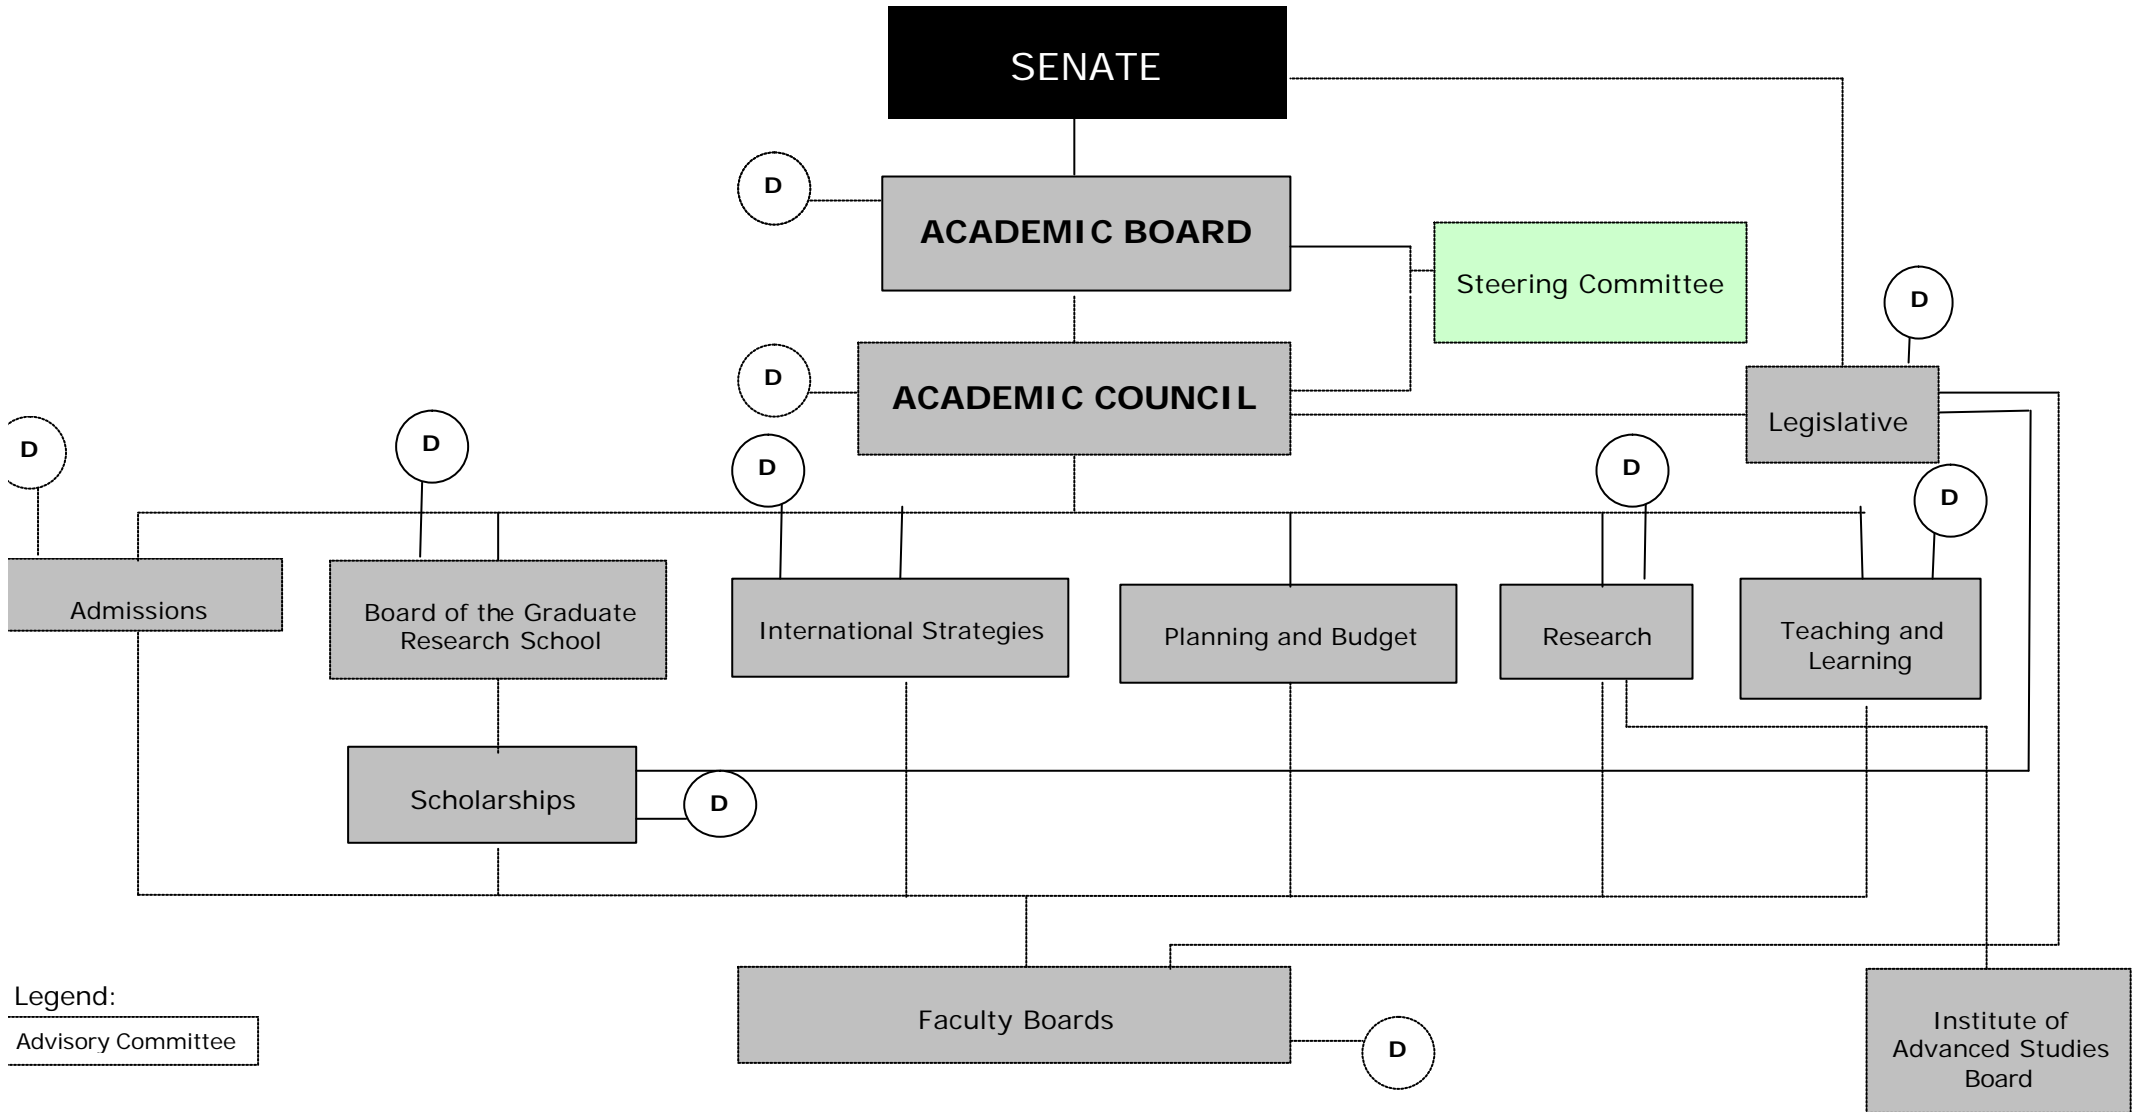 SENATE
D
ACADEMIC BOARD
Steering Committee
D
D
ACADEMIC COUNCIL
Legislative
D
D
D
D
D
Admissions
Board of the Graduate
Research School
International Strategies
Planning and Budget
Research
Teaching and
Learning
Scholarships
D
Legend:
Advisory Committee
Faculty Boards
D
Institute of
Advanced Studies
Board